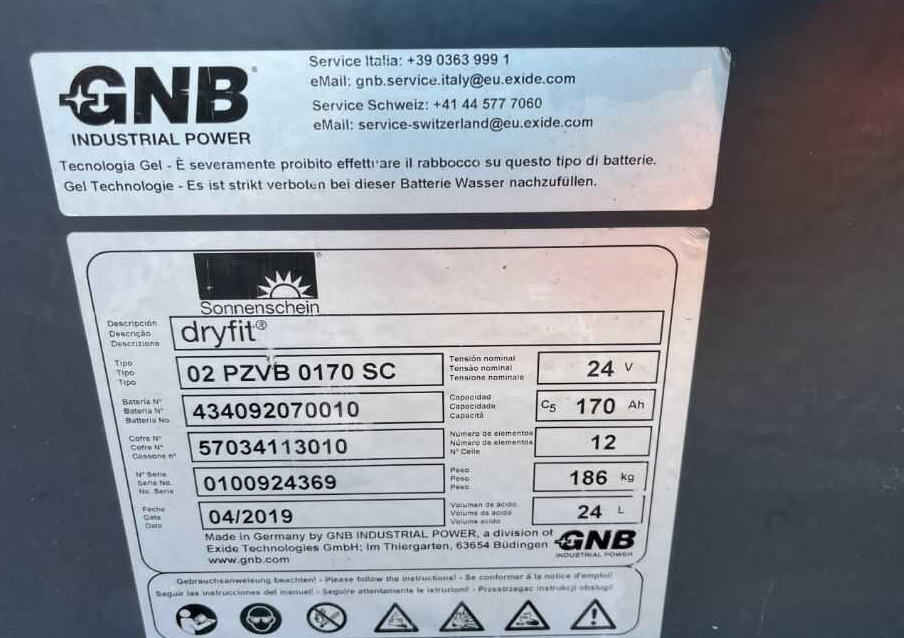 GNB®
INDUSTRIAL POWER
Service Italia: +39 0363 999 1
eMail: gnb.service.italy@eu.exide.com
Service Schweiz: +41 44 577 7060
eMail: service-switzerland@eu.exide.com
Tecnologia Gel - È severamente proibito effettuare il rabbocco su questo tipo di batterie.
Gel Technologie - Es ist strikt verboten bei dieser Batterie Wasser nachzufüllen.
Sonnenschein®
Descripción
Descrição
Descrizione
dryfit®
Tipo
Tipo
Tipo
02 PZVB 0170 SC
Tensión nominal
Tensão nominal
Tensione nominale
24 V
Batería N°
Bateria N°
Batteria No
434092070010
Capacidad
Capacidade
Capacità
C5 170 Ah
Cofre N°
Cofre N°
Cassone n°
57034113010
Número de elementos
Número de elementos
N° Celle
12
N° Serie
Serie No.
No. Serie
0100924369
Peso
Peso
Peso
186 kg
Fecha
Data
Data
04/2019
Volumen de ácido
Volume de ácido
Volume acido
24 L
Made in Germany by GNB INDUSTRIAL POWER, a division of
Exide Technologies GmbH; Im Thiergarten, 63654 Büdingen
www.gnb.com
GNB
INDUSTRIAL POWER
Gebrauchsanweisung beachten! - Please follow the instructions! - Se conformer à la notice d'emploi!
Seguir las instrucciones del manuel! - Seguire attentamente le istruzioni! - Przestrzegac instrukcji obslugi!